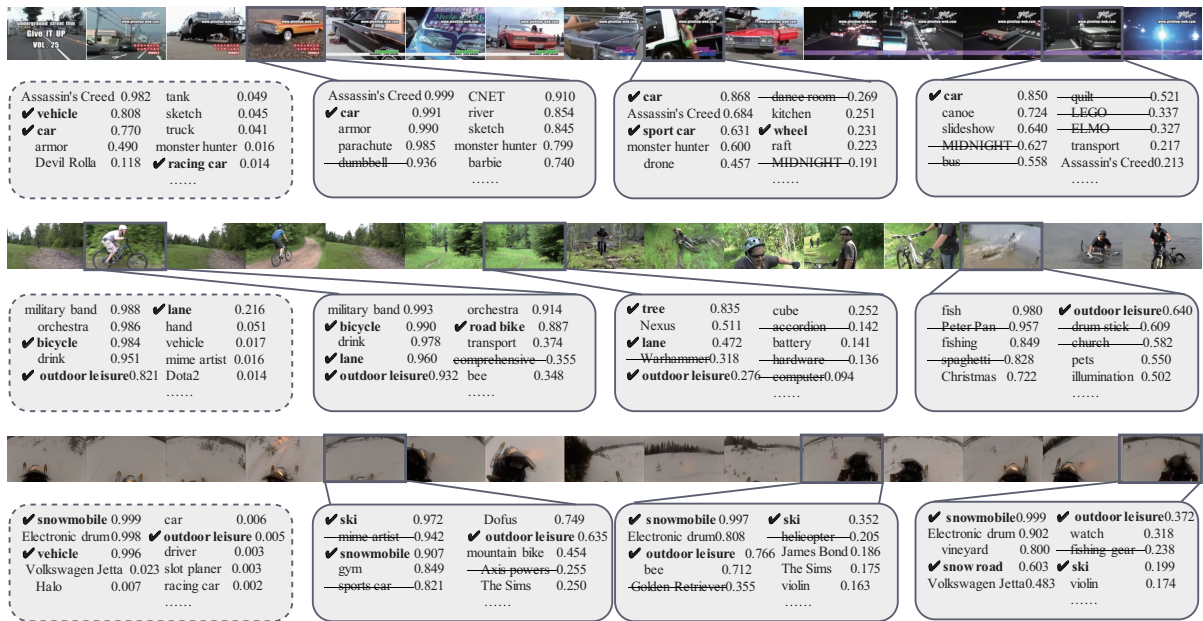 underground street film
Give IT UP
VOL. 25
Assassin's Creed 0.982 tank 0.049
✔ vehicle 0.808 sketch 0.045
✔ car 0.770 truck 0.041
armor 0.490 monster hunter 0.016
Devil Rolla 0.118 ✔ racing car 0.014
......
Assassin's Creed 0.999 CNET 0.910
✔ car 0.991 river 0.854
armor 0.990 sketch 0.845
parachute 0.985 monster hunter 0.799
dumbbell 0.936 barbie 0.740
......
✔ car 0.868 dance room 0.269
Assassin's Creed 0.684 kitchen 0.251
✔ sport car 0.631 ✔ wheel 0.231
monster hunter 0.600 raft 0.223
drone 0.457 MIDNIGHT 0.191
......
✔ car 0.850 quilt 0.521
canoe 0.724 LEGO 0.337
slideshow 0.640 ELMO 0.327
MIDNIGHT 0.627 transport 0.217
bus 0.558 Assassin's Creed 0.213
......
military band 0.988 ✔ lane 0.216
orchestra 0.986 hand 0.051
✔ bicycle 0.984 vehicle 0.017
drink 0.951 mime artist 0.016
✔ outdoor leisure 0.821 Dota2 0.014
......
military band 0.993 orchestra 0.914
✔ bicycle 0.990 ✔ road bike 0.887
drink 0.978 transport 0.374
✔ lane 0.960 comprehensive 0.355
✔ outdoor leisure 0.932 bee 0.348
......
✔ tree 0.835 cube 0.252
Nexus 0.511 accordion 0.142
✔ lane 0.472 battery 0.141
Warhammer 0.318 hardware 0.136
✔ outdoor leisure 0.276 computer 0.094
......
fish 0.980 ✔ outdoor leisure 0.640
Peter Pan 0.957 drum stick 0.609
fishing 0.849 church 0.582
spaghetti 0.828 pets 0.550
Christmas 0.722 illumination 0.502
......
✔ snowmobile 0.999 car 0.006
Electronic drum 0.998 ✔ outdoor leisure 0.005
✔ vehicle 0.996 driver 0.003
Volkswagen Jetta 0.023 slot planer 0.003
Halo 0.007 racing car 0.002
......
✔ ski 0.972 Dofus 0.749
mime artist 0.942 ✔ outdoor leisure 0.635
✔ snowmobile 0.907 mountain bike 0.454
gym 0.849 Axis powers 0.255
sports car 0.821 The Sims 0.250
......
✔ snowmobile 0.997 ✔ ski 0.352
Electronic drum 0.808 helicopter 0.205
✔ outdoor leisure 0.766 James Bond 0.186
bee 0.712 The Sims 0.175
Golden Retriever 0.355 violin 0.163
......
✔ snowmobile 0.999 ✔ outdoor leisure 0.372
Electronic drum 0.902 watch 0.318
vineyard 0.800 fishing gear 0.238
✔ snow road 0.603 ✔ ski 0.199
Volkswagen Jetta 0.483 violin 0.174
......